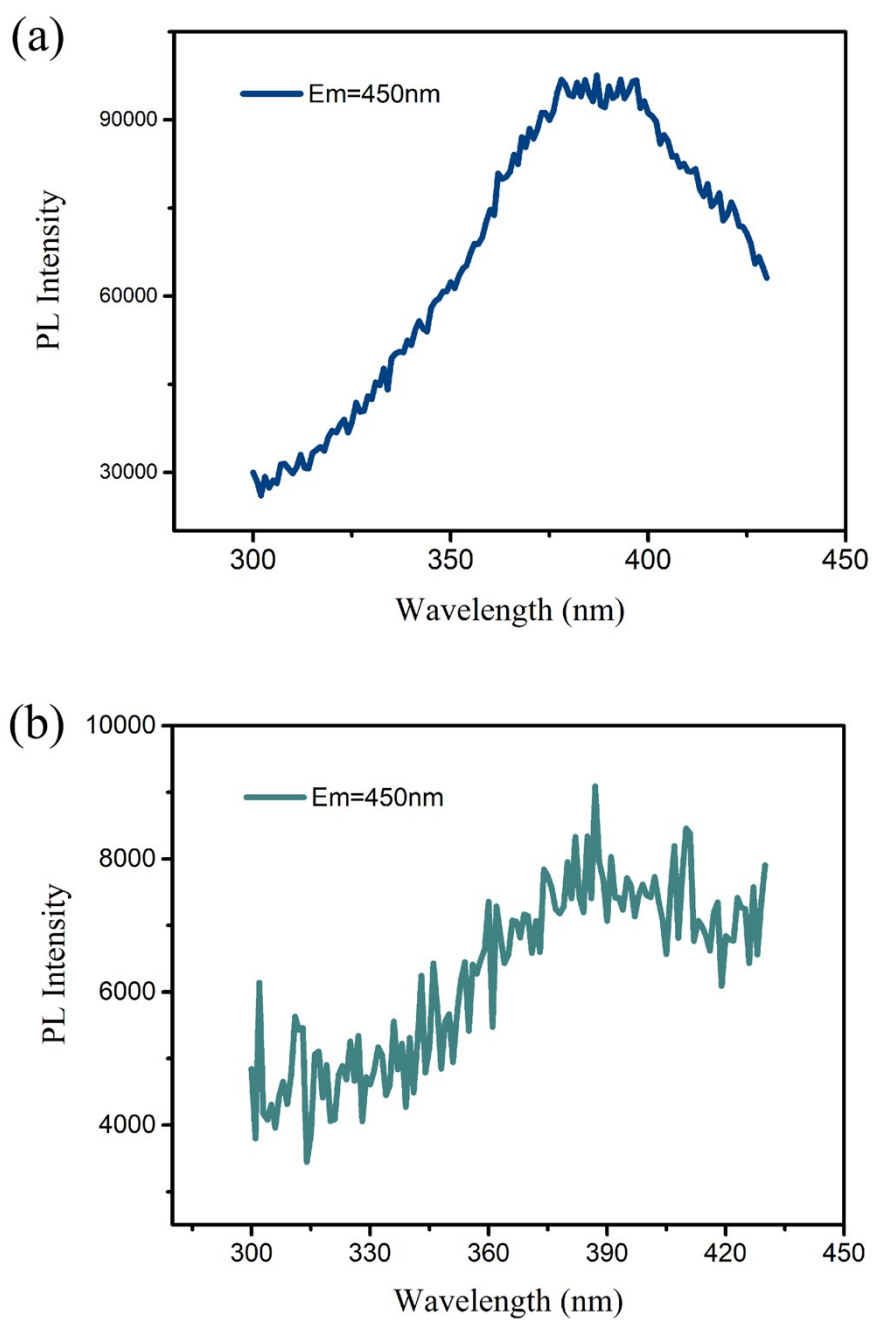 (a)
Em=450nm
90000
60000
30000
PL Intensity
300 350 400 450
Wavelength (nm)
(b)
10000
Em=450nm
8000
6000
4000
PL Intensity
300 330 360 390 420 450
Wavelength (nm)